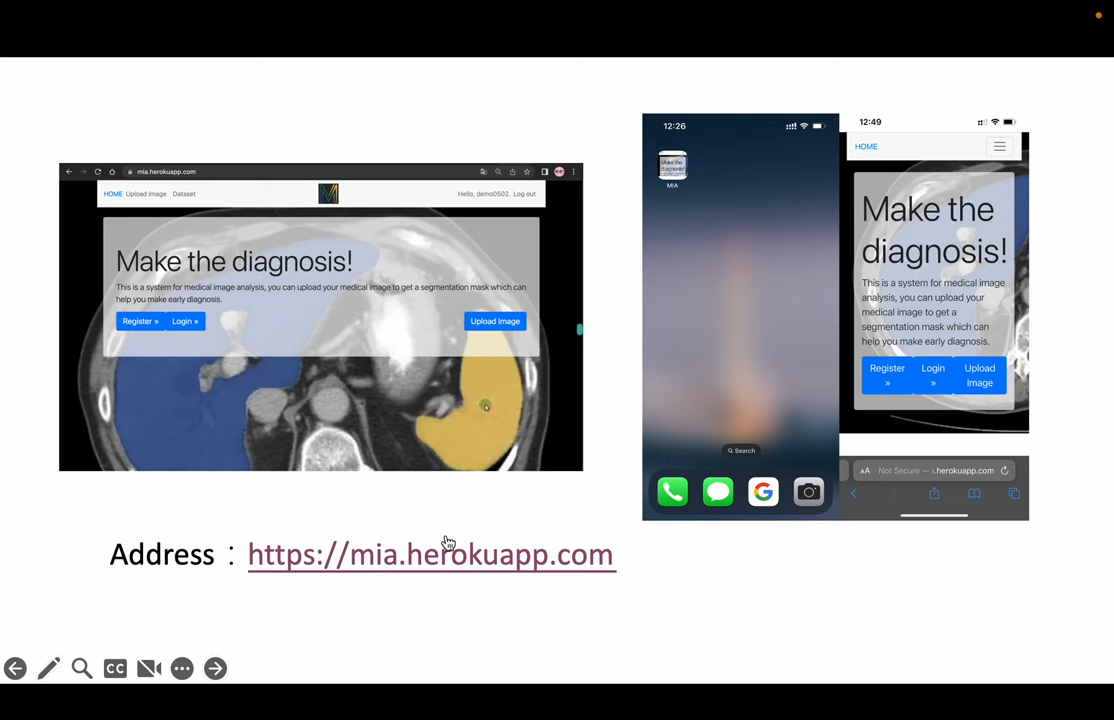 mia.herokuapp.com
HOME Upload Image Dataset
M
Hello, demo0502. Log out
Make the diagnosis!
This is a system for medical image analysis, you can upload your medical image to get a segmentation mask which can
help you make early diagnosis.
Register »
Login »
Upload Image
12:26
Make the
diagnosis!
MIA
Search
G
12:49
HOME
Make the
diagnosis!
This is a system for medical image
analysis, you can upload your
medical image to get a
segmentation mask which can
help you make early diagnosis.
Register
»
Login
»
Upload
Image
AA Not Secure — ‹.herokuapp.com
Address：https://mia.herokuapp.com
CC